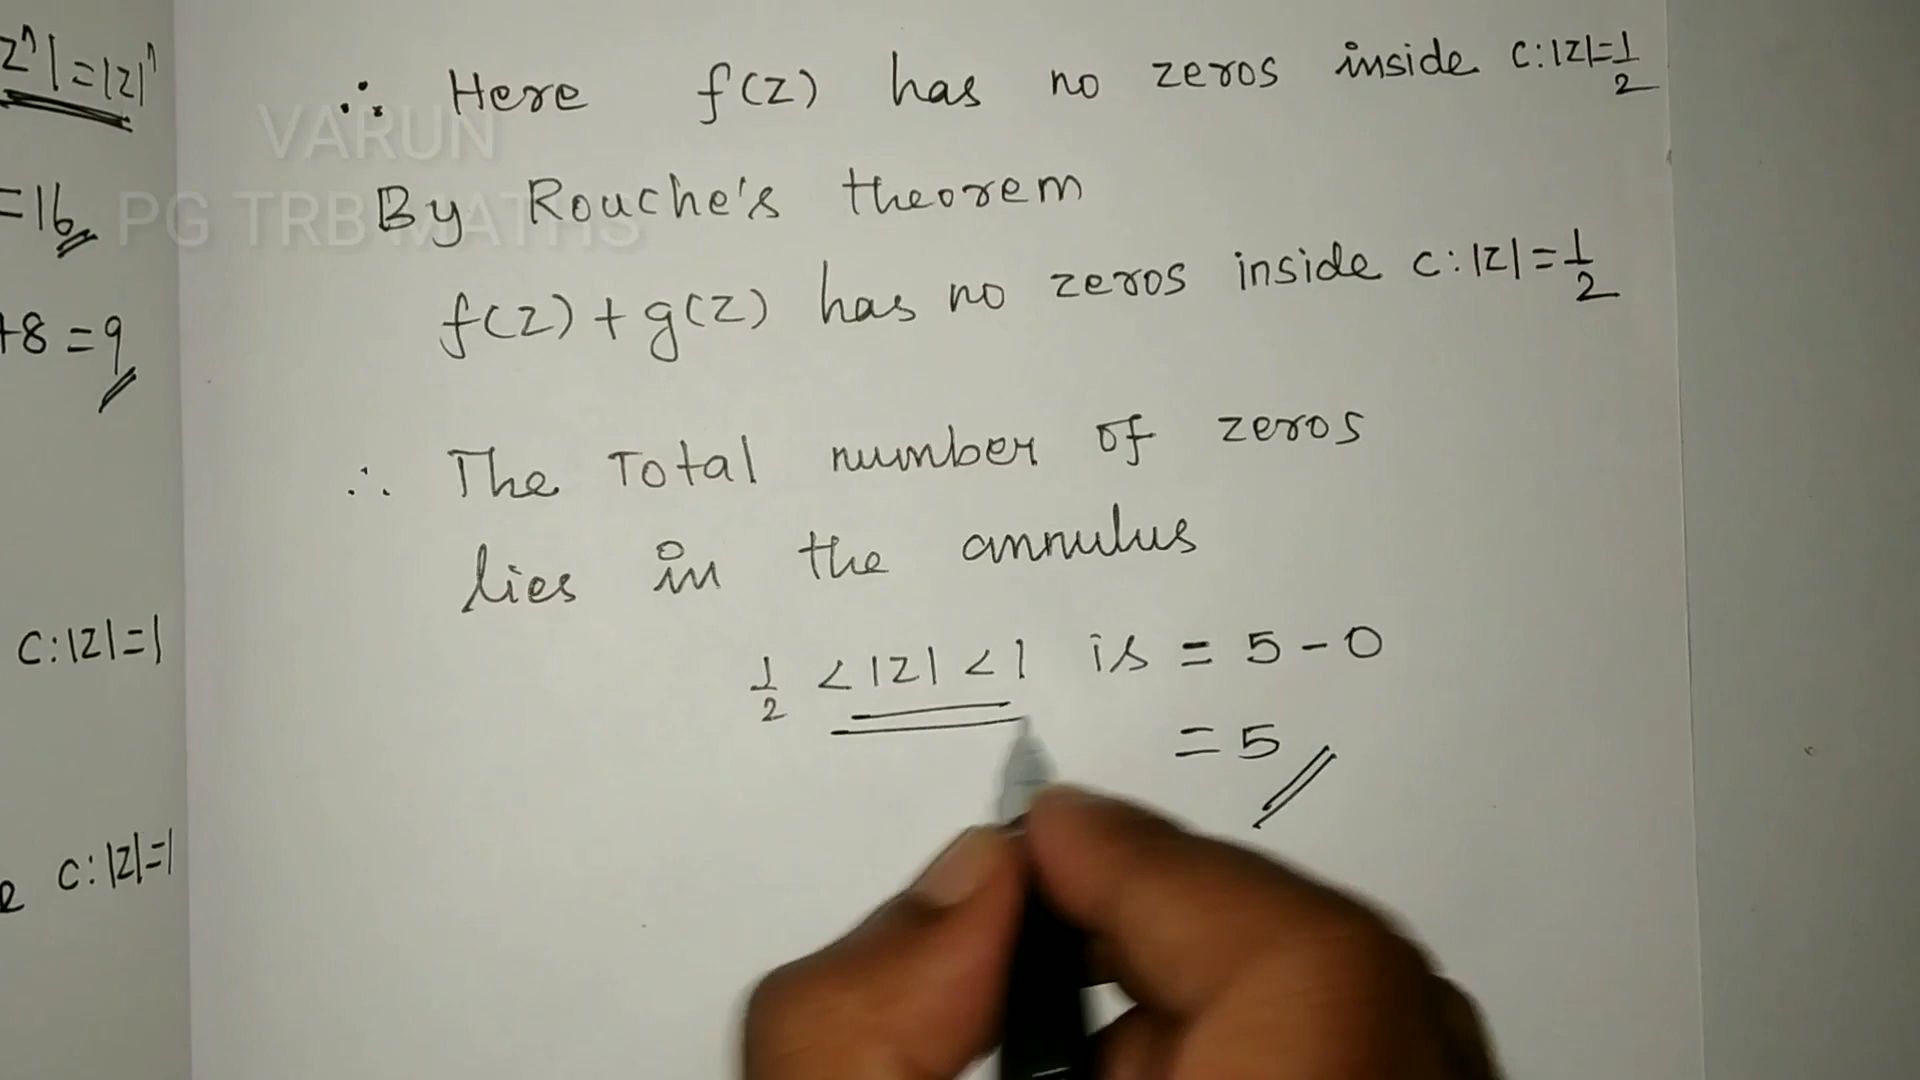 zⁿ|=|z|ⁿ
=16
+8=9
c:|z|=1
c:|z|=1
VARUN
PG TRB MATHS
∴ Here f(z) has no zeros inside c:|z|=1/2
By Rouche's theorem
f(z)+g(z) has no zeros inside c:|z|=1/2
∴ The Total number of zeros
lies in the annulus
1/2 <|z|<1 is = 5-0
=5